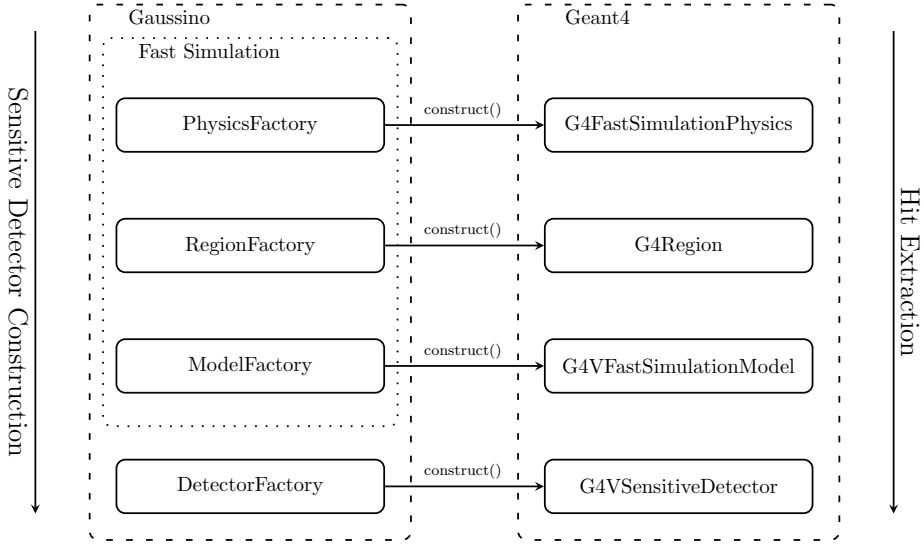 Gaussino
Geant4
Fast Simulation
PhysicsFactory
construct()
G4FastSimulationPhysics
RegionFactory
construct()
G4Region
ModelFactory
construct()
G4VFastSimulationModel
DetectorFactory
construct()
G4VSensitiveDetector
Sensitive Detector Construction
Hit Extraction